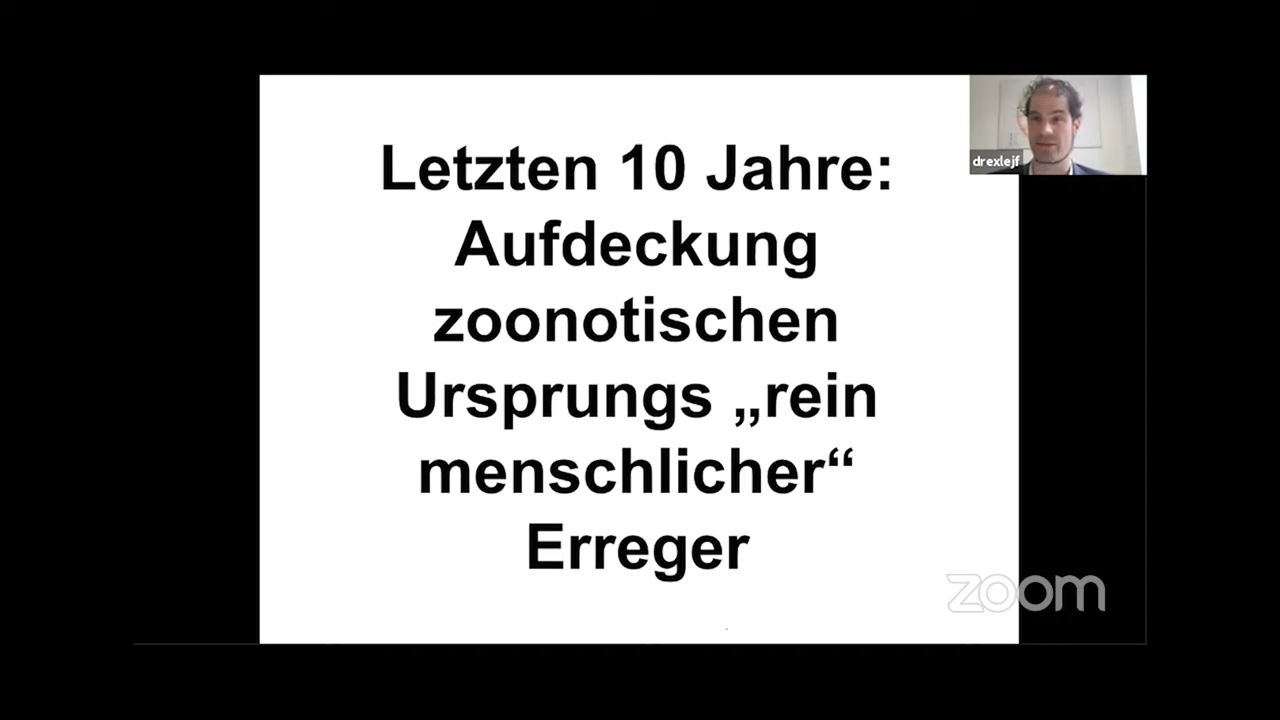 Letzten 10 Jahre:
Aufdeckung
zoonotischen
Ursprungs „rein
menschlicher“
Erreger
drexlejf
zoom